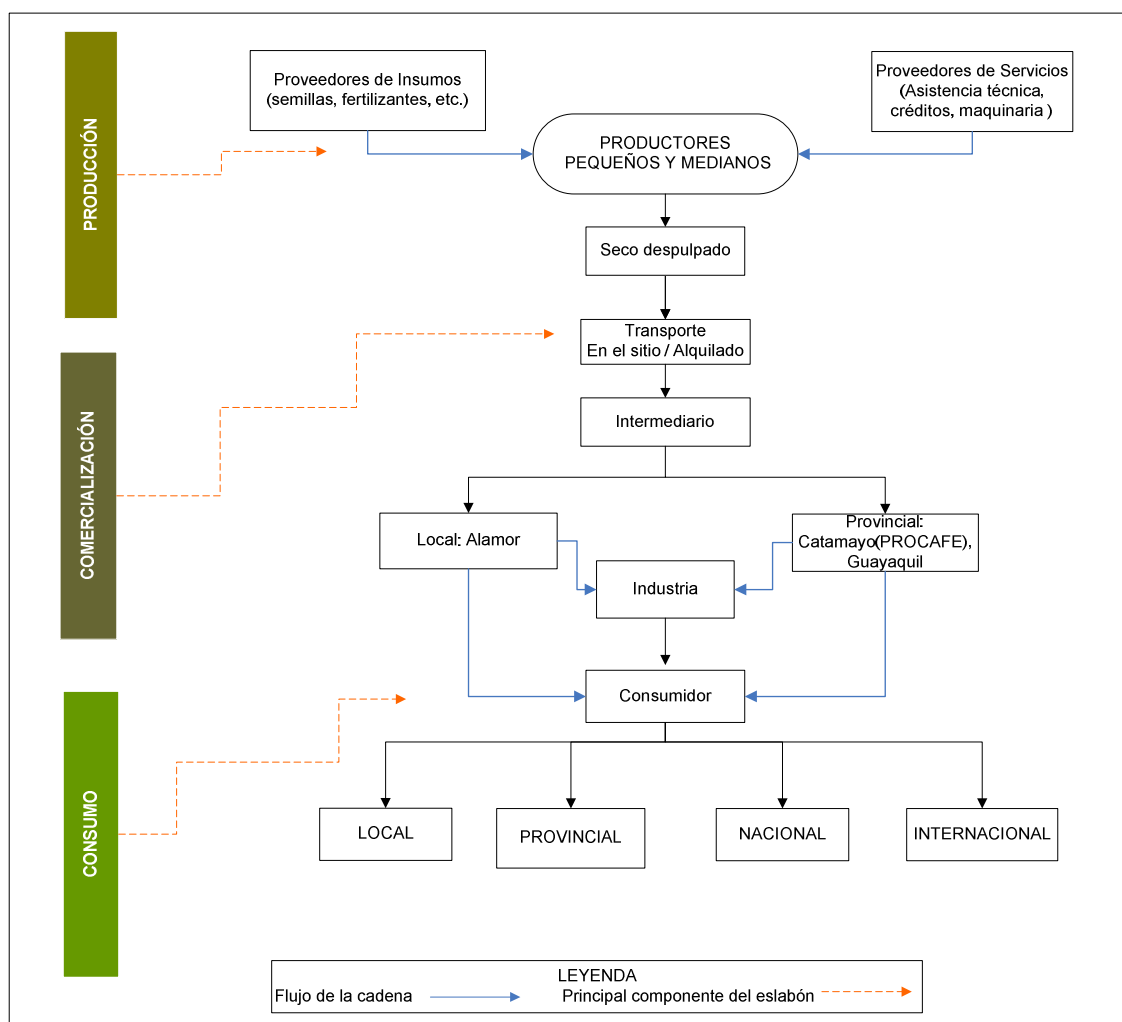 PRODUCCIÓN
Proveedores de Insumos
(semillas, fertilizantes, etc.)
Proveedores de Servicios
(Asistencia técnica,
créditos, maquinaria )
PRODUCTORES
PEQUEÑOS Y MEDIANOS
Seco despulpado
COMERCIALIZACIÓN
Transporte
En el sitio / Alquilado
Intermediario
Local: Alamor
Provincial:
Catamayo(PROCAFE),
Guayaquil
Industria
CONSUMO
Consumidor
LOCAL
PROVINCIAL
NACIONAL
INTERNACIONAL
LEYENDA
Flujo de la cadena
Principal componente del eslabón